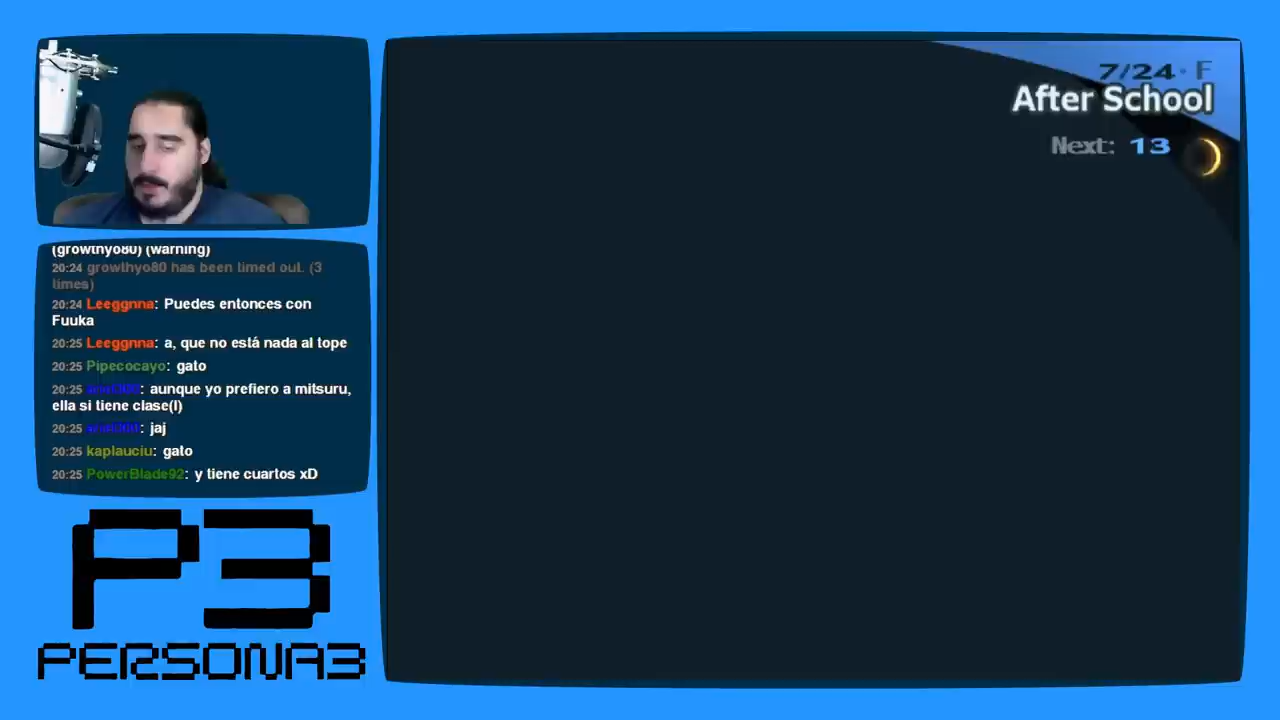 7/24 · F
After School
Next: 13
(growthyo80) (warning)
20:24 growthyo80 has been timed out. (3
times)
20:24 Leeggnna: Puedes entonces con
Fuuka
20:25 Leeggnna: a, que no está nada al tope
20:25 Pipecocayo: gato
20:25 : aunque yo prefiero a mitsuru,
ella si tiene clase(l)
20:25 : jaj
20:25 kaplauciu: gato
20:25 PowerBlade92: y tiene cuartos xD
P3
PERSONA3